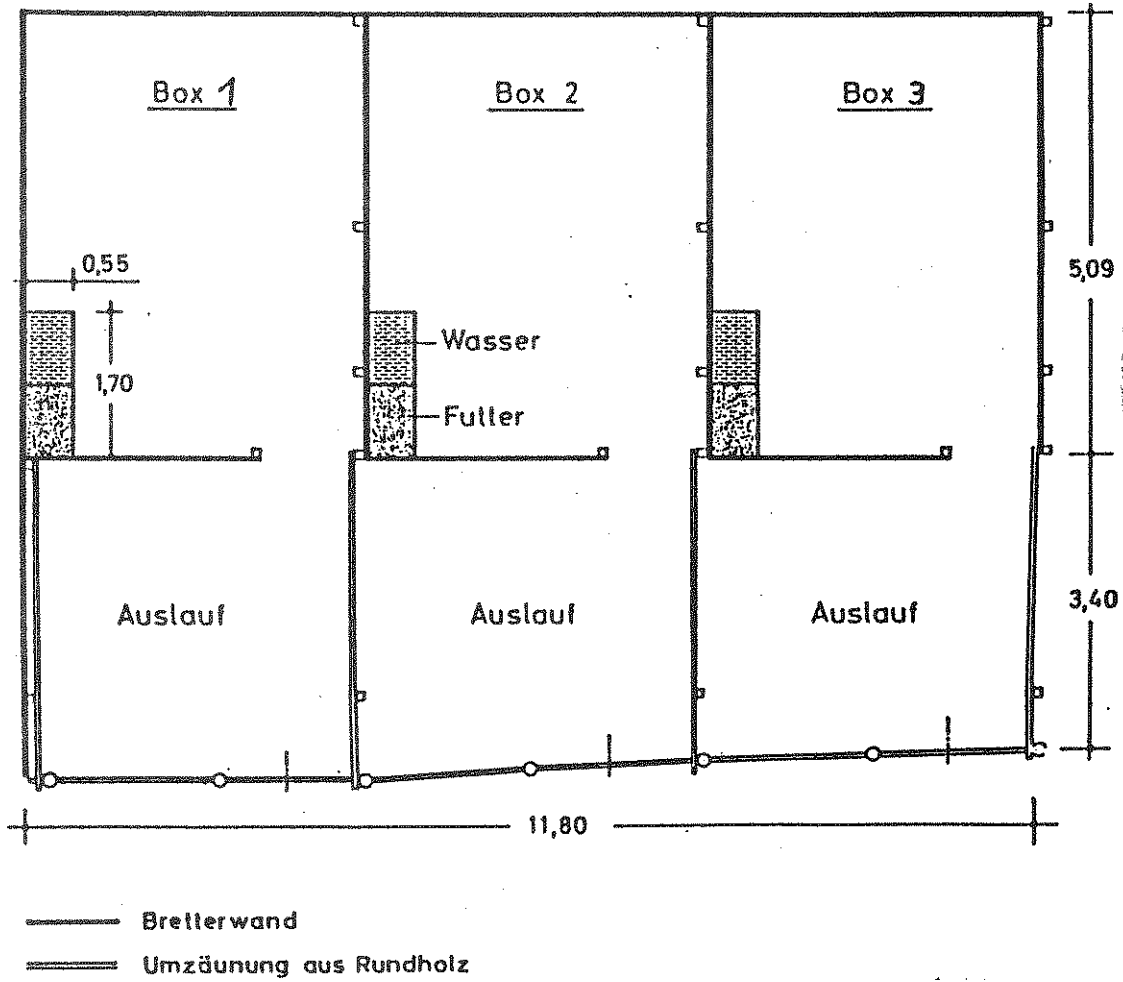 Box 1
Box 2
Box 3
0,55
5,09
Wasser
1,70
Futter
Auslauf
Auslauf
Auslauf
3,40
11,80
Bretterwand
Umzäunung aus Rundholz